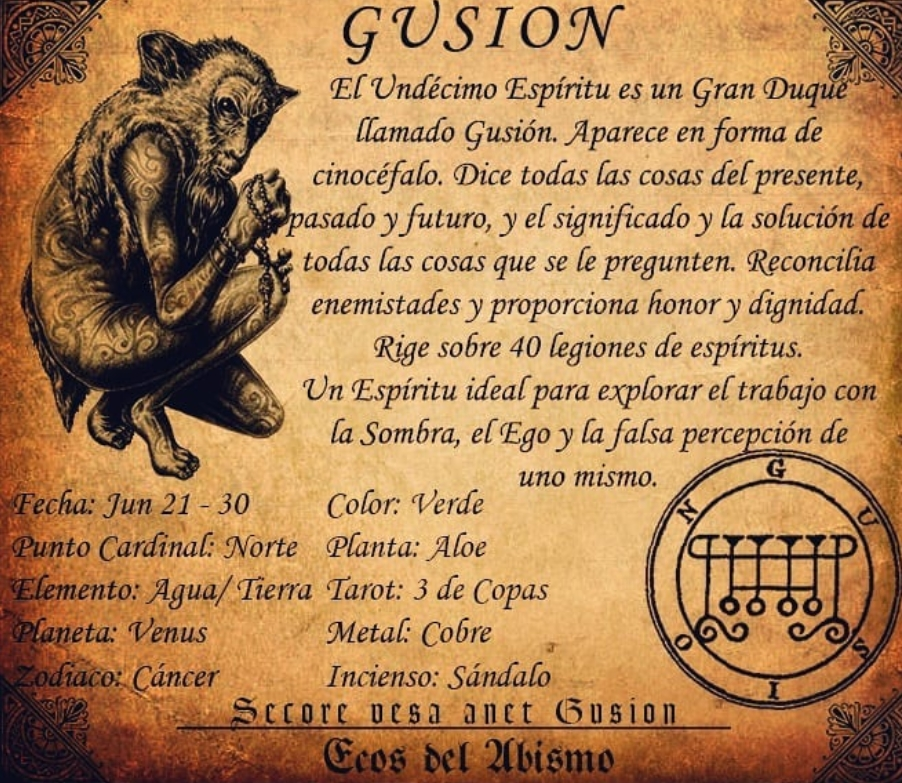 GUSION
El Undécimo Espíritu es un Gran Duque
llamado Gusión. Aparece en forma de
cinocéfalo. Dice todas las cosas del presente,
pasado y futuro, y el significado y la solución de
todas las cosas que se le pregunten. Reconcilia
enemistades y proporciona honor y dignidad.
Rige sobre 40 legiones de espíritus.
Un Espíritu ideal para explorar el trabajo con
la Sombra, el Ego y la falsa percepción de
uno mismo.
Fecha: Jun 21 - 30
Punto Cardinal: Norte
Elemento: Agua/ Tierra
Planeta: Venus
Zodiaco: Cáncer
Color: Verde
Planta: Aloe
Tarot: 3 de Copas
Metal: Cobre
Incienso: Sándalo
G U S I O N
Secore vesa anet Gusion
Ecos del Abismo